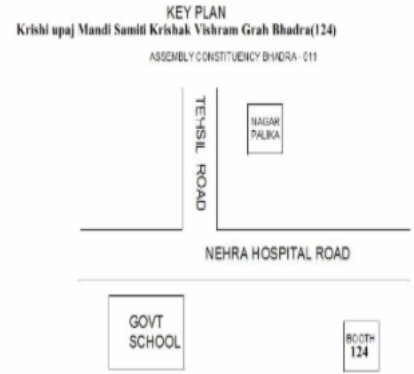 KEY PLAN
Krishi upaj Mandi Samiti Krishak Vishram Grah Bhadra(124)
ASSEMBLY CONSTITUENCY BHADRA - 011
TEHSIL ROAD
NAGAR
PALIKA
NEHRA HOSPITAL ROAD
GOVT
SCHOOL
BOOTH
124